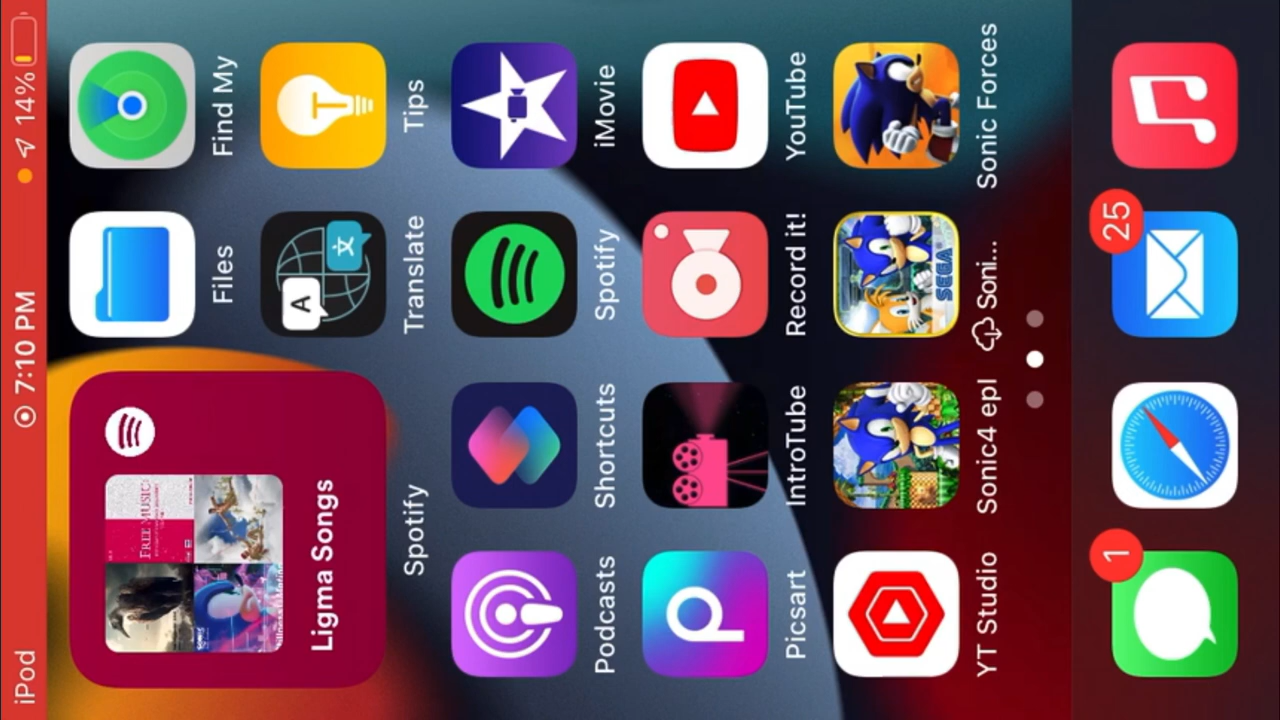 iPod
7:10 PM
14%
FREE MUSIC
Ligma Songs
Spotify
Files
Find My
A
文
Translate
Tips
Podcasts
Shortcuts
Spotify
iMovie
Picsart
IntroTube
Record it!
YouTube
SEGA
YT Studio
Sonic4 epI
Soni...
Sonic Forces
1
25